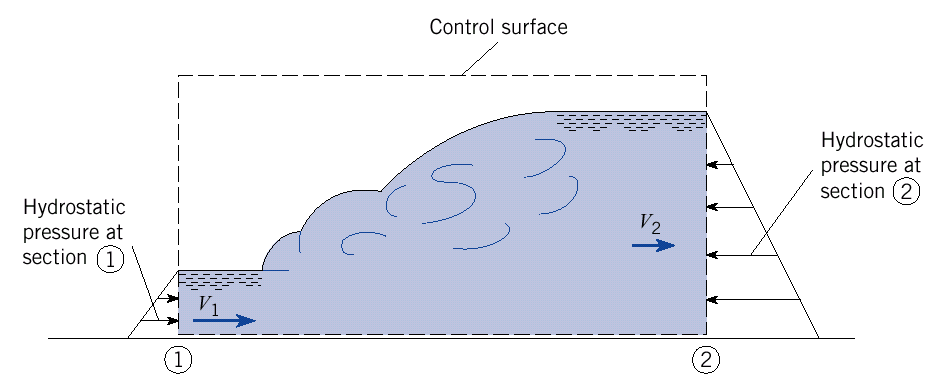 Control surface
Hydrostatic
pressure at
section ②
Hydrostatic
pressure at
section ①
V₂
V₁
①
②